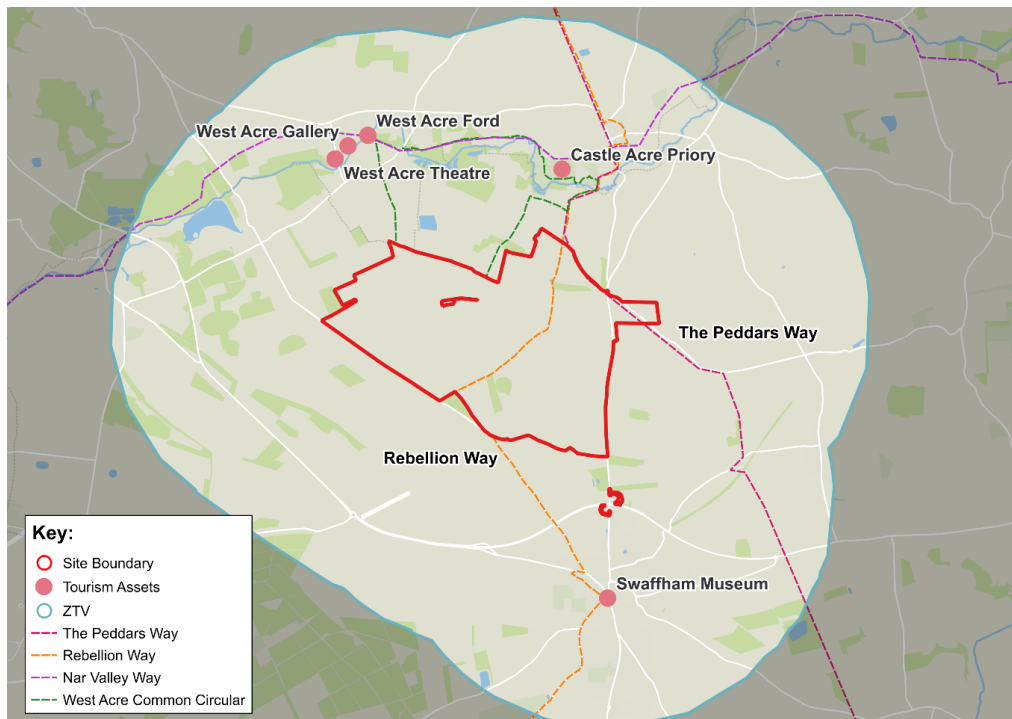 West Acre Ford
West Acre Gallery
Castle Acre Priory
West Acre Theatre
The Peddars Way
Rebellion Way
Swaffham Museum
Key:
Site Boundary
Tourism Assets
ZTV
The Peddars Way
Rebellion Way
Nar Valley Way
West Acre Common Circular